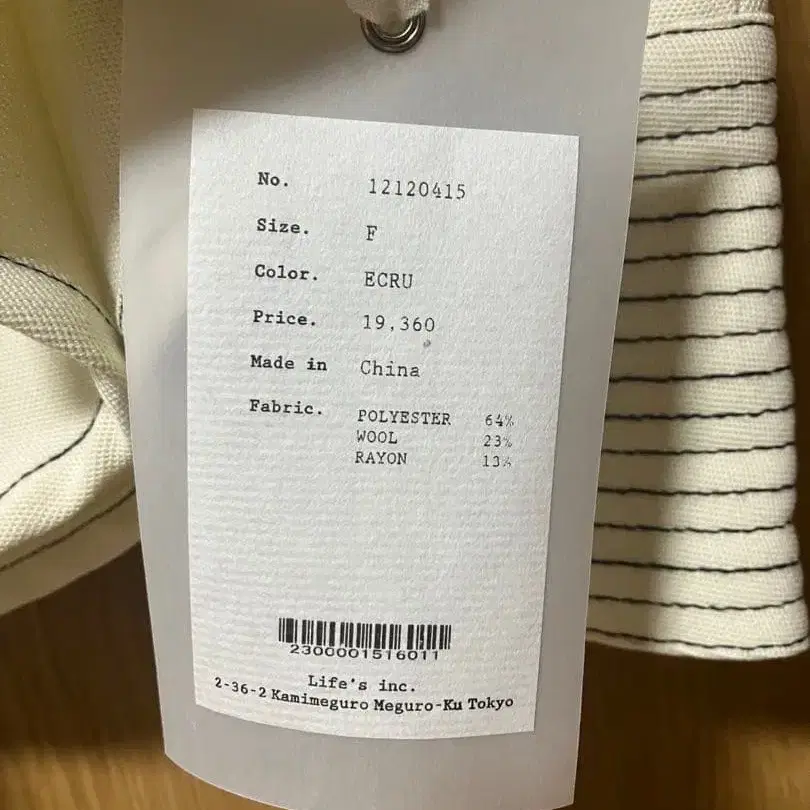 No. 12120415
Size. F
Color. ECRU
Price. 19,360
Made in China
Fabric. POLYESTER 64%
WOOL 23%
RAYON 13%
2300001516011
Life's inc.
2-36-2 Kamimeguro Meguro-Ku Tokyo